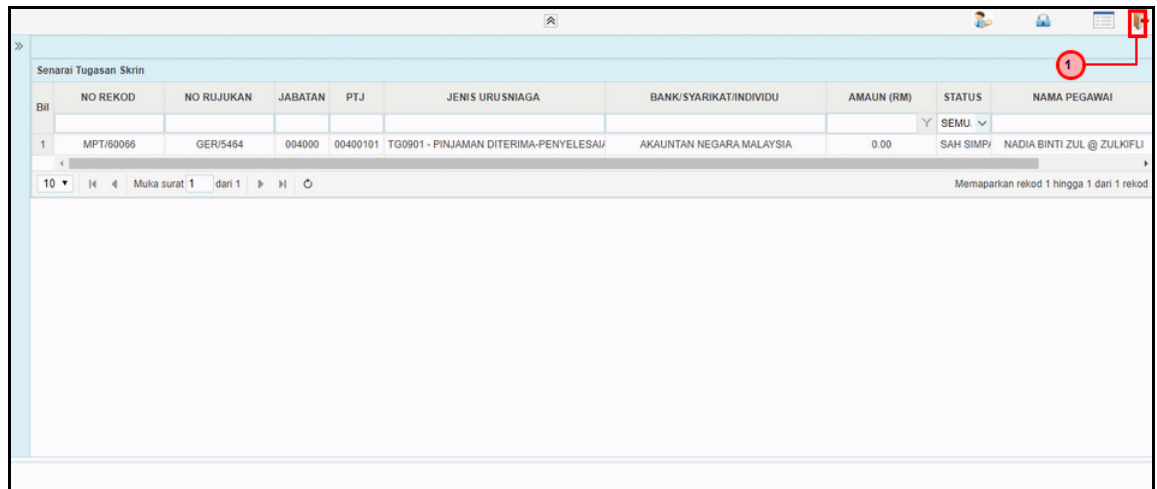 1
Senarai Tugasan Skrin
Bil NO REKOD NO RUJUKAN JABATAN PTJ JENIS URUSNIAGA BANK/SYARIKAT/INDIVIDU AMAUN (RM) STATUS NAMA PEGAWAI
SEMU.
1 MPT/60066 GER/5464 004000 00400101 TG0901 - PINJAMAN DITERIMA-PENYELESAI AKAUNTAN NEGARA MALAYSIA 0.00 SAH SIMP NADIA BINTI ZUL @ ZULKIFLI
10 Muka surat 1 dari 1 Memaparkan rekod 1 hingga 1 dari 1 rekod